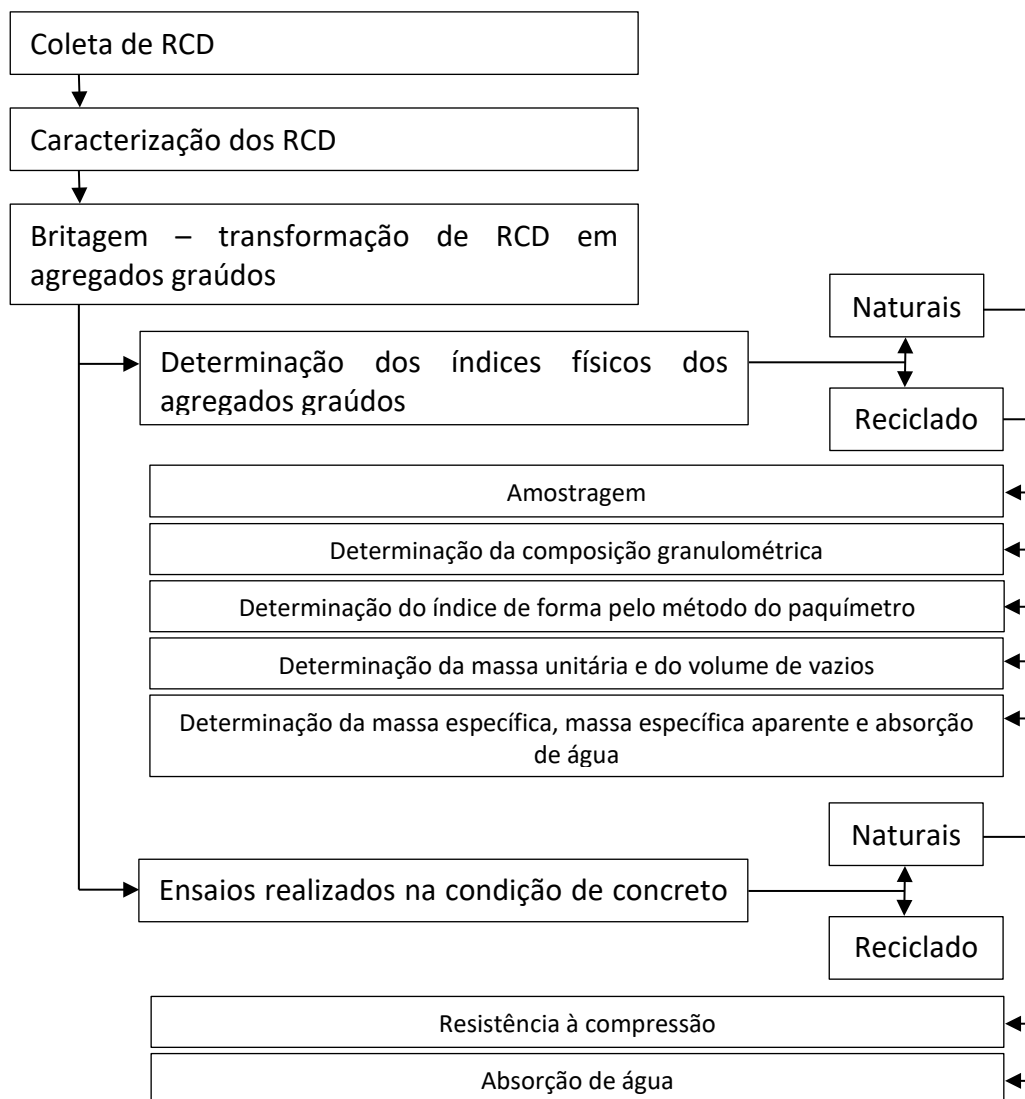 Coleta de RCD
Caracterização dos RCD
Britagem – transformação de RCD em
agregados graúdos
Naturais
Determinação dos índices físicos dos
agregados graúdos
Reciclado
Amostragem
Determinação da composição granulométrica
Determinação do índice de forma pelo método do paquímetro
Determinação da massa unitária e do volume de vazios
Determinação da massa específica, massa específica aparente e absorção
de água
Naturais
Ensaios realizados na condição de concreto
Reciclado
Resistência à compressão
Absorção de água